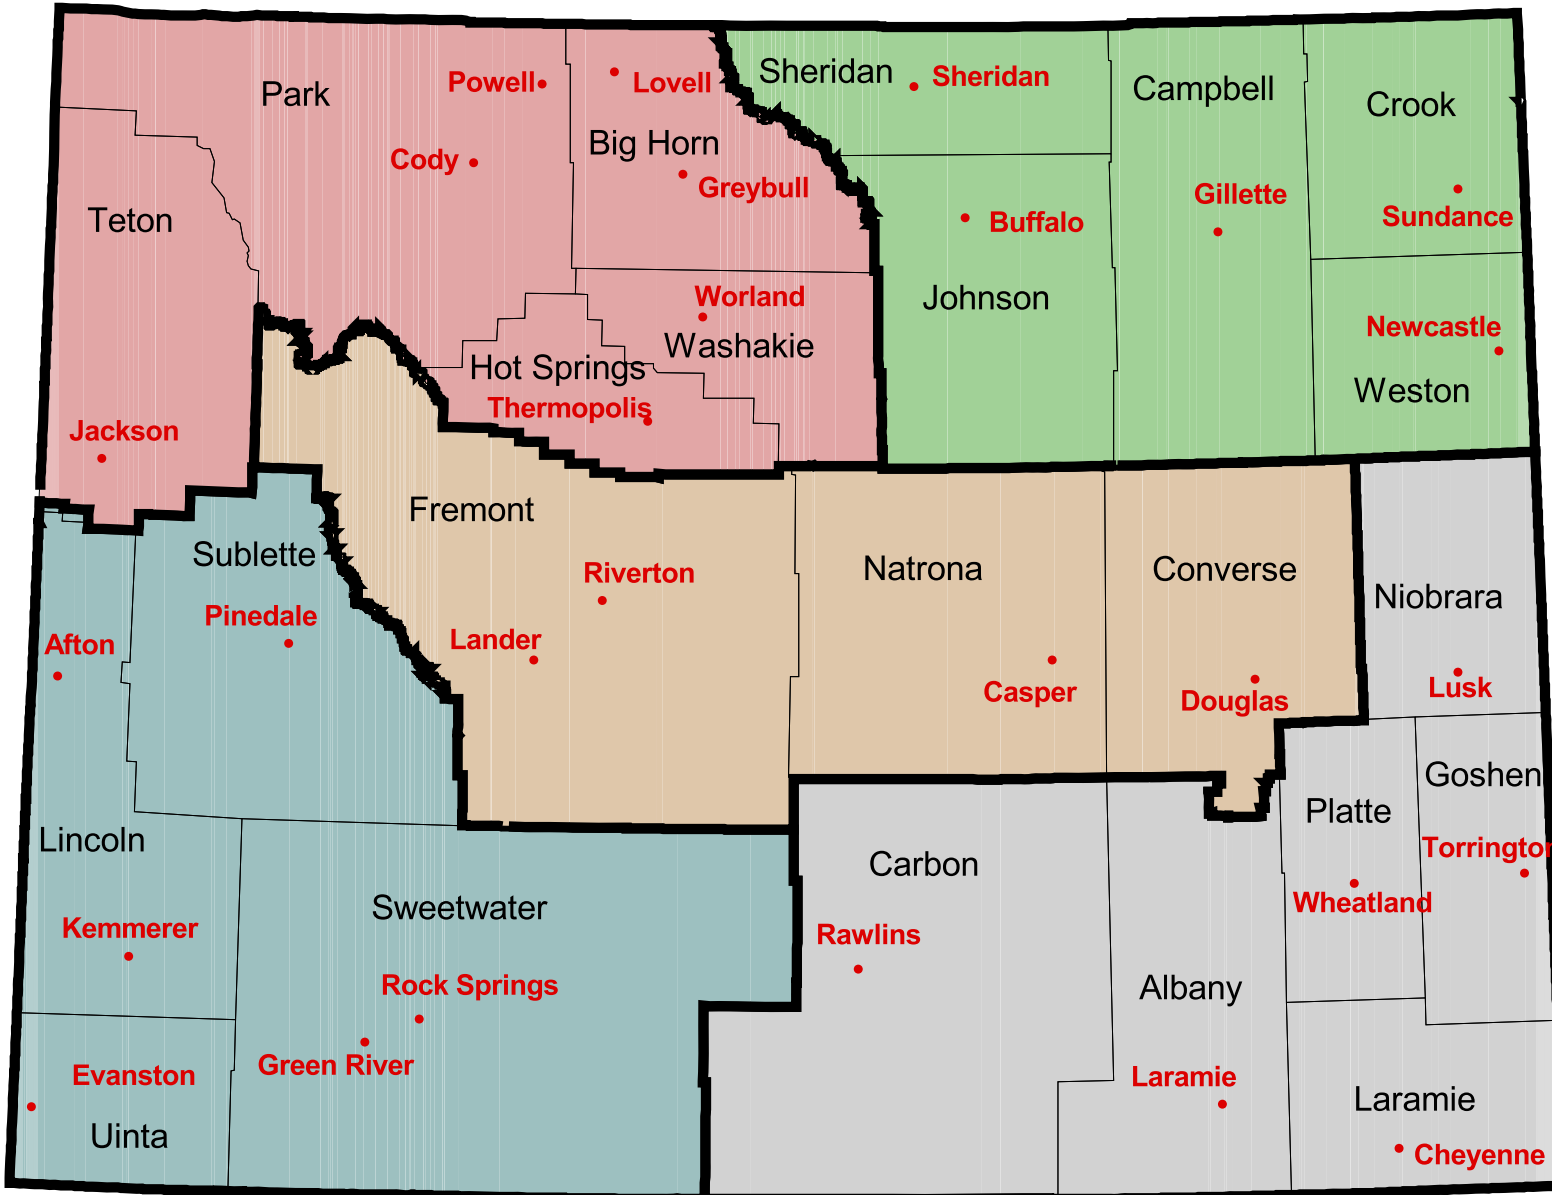 Sheridan
Sheridan
Powell
Lovell
Park
Campbell
Crook
Big Horn
Cody
Greybull
Gillette
Teton
Buffalo
Sundance
Worland
Johnson
Newcastle
Washakie
Hot Springs
Weston
Thermopolis
Jackson
Fremont
Sublette
Riverton
Natrona
Converse
Niobrara
Pinedale
Afton
Lander
Casper
Douglas
Lusk
Goshen
Platte
Lincoln
Torrington
Carbon
Wheatland
Sweetwater
Kemmerer
Rawlins
Rock Springs
Albany
Green River
Evanston
Laramie
Laramie
Uinta
Cheyenne